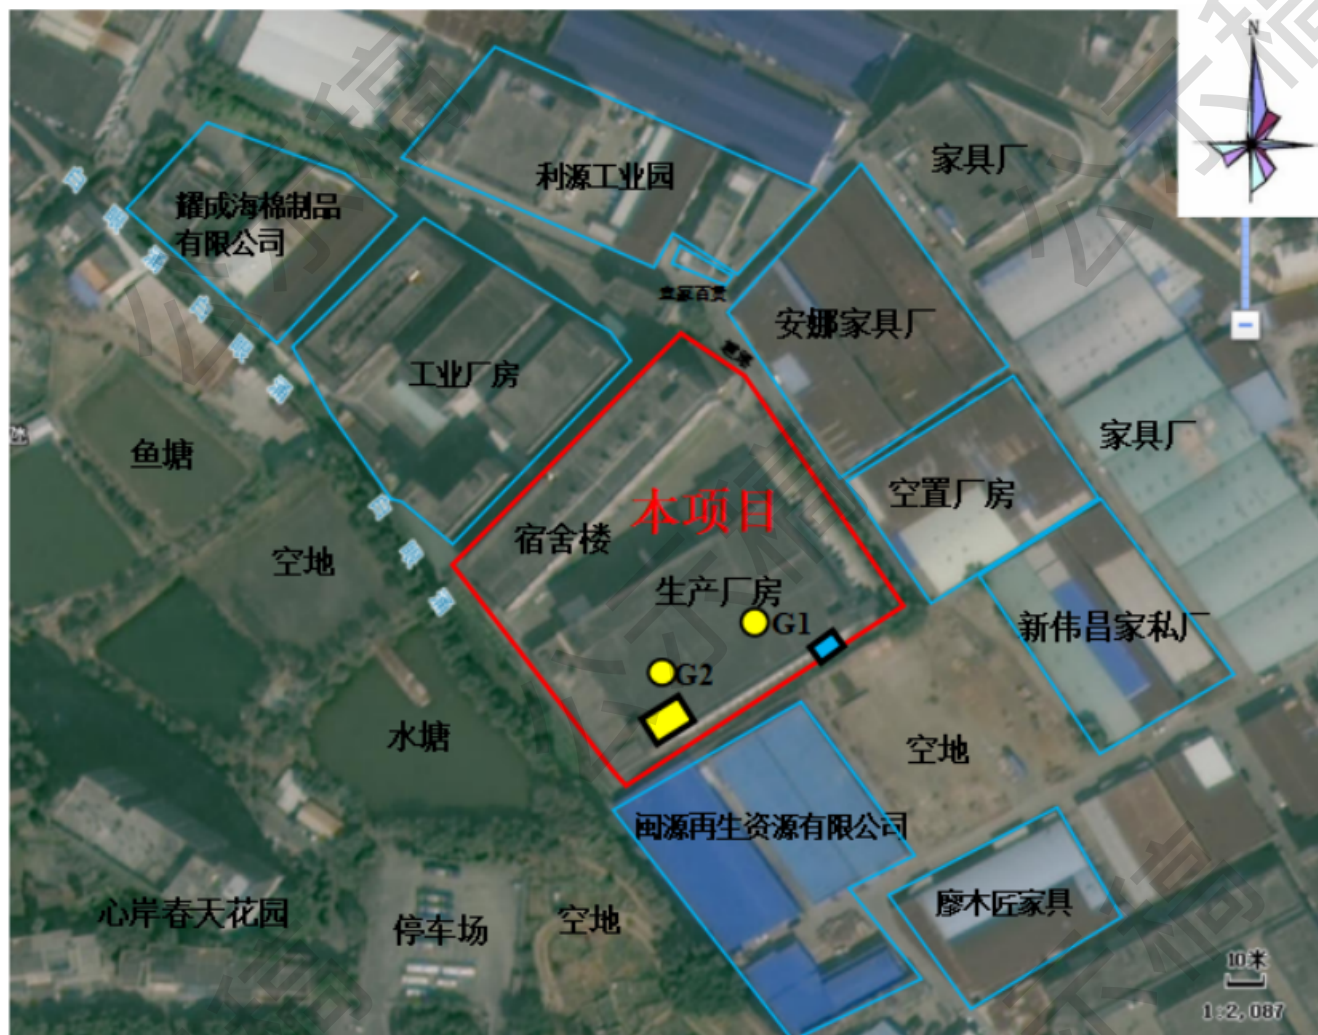 N
家具厂
利源工业园
耀成海棉制品
有限公司
安娜家具厂
工业厂房
家具厂
鱼塘
空置厂房
本项目
宿舍楼
空地
生产厂房
G1
新伟昌家私厂
G2
水塘
空地
闽源再生资源有限公司
廖木匠家具
心岸春天花园
停车场
空地
10米
1:2,087